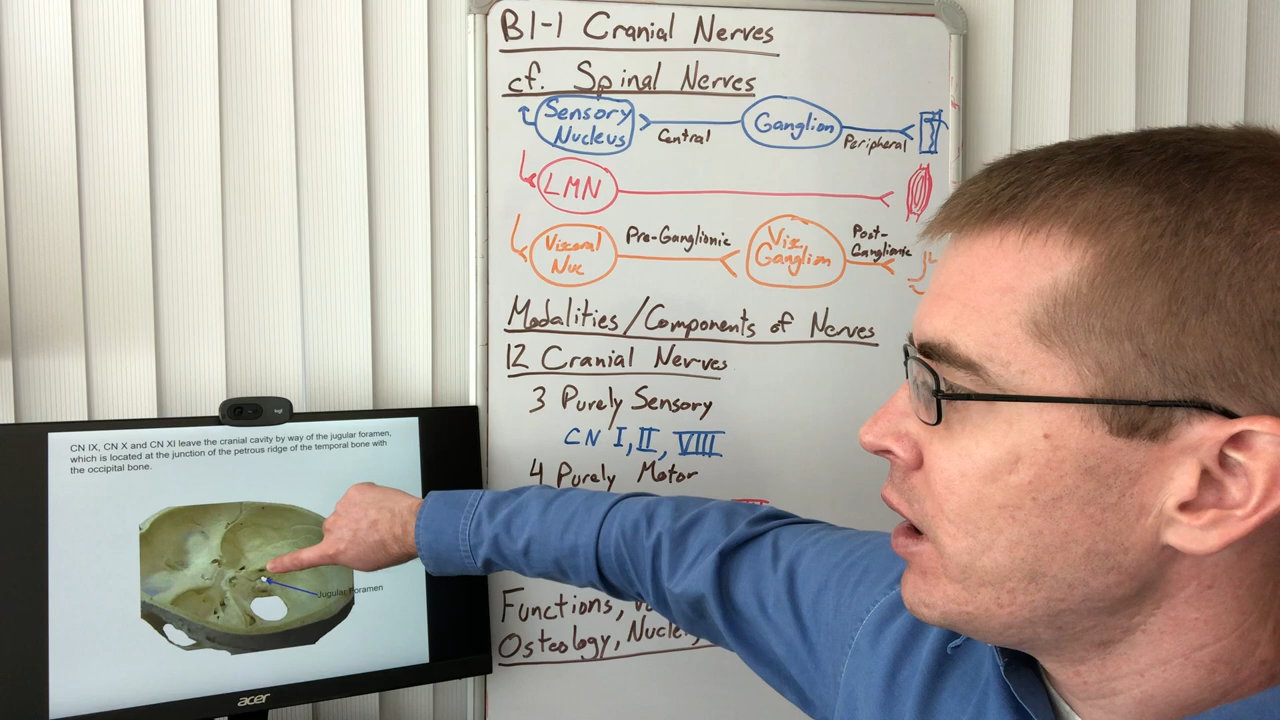 B1-1 Cranial Nerves
cf. Spinal Nerves
Sensory Nucleus
Central
Ganglion
Peripheral
LMN
Visceral Nuc
Pre-Ganglionic
Visc. Ganglion
Post-Ganglionic
Modalities/Components of Nerves
12 Cranial Nerves
3 Purely Sensory
CN I, II, VIII
4 Purely Motor
Functions,
Osteology, Nuclei,
CN IX, CN X and CN XI leave the cranial cavity by way of the jugular foramen,
which is located at the junction of the petrous ridge of the temporal bone with
the occipital bone.
Jugular Foramen
acer
logi